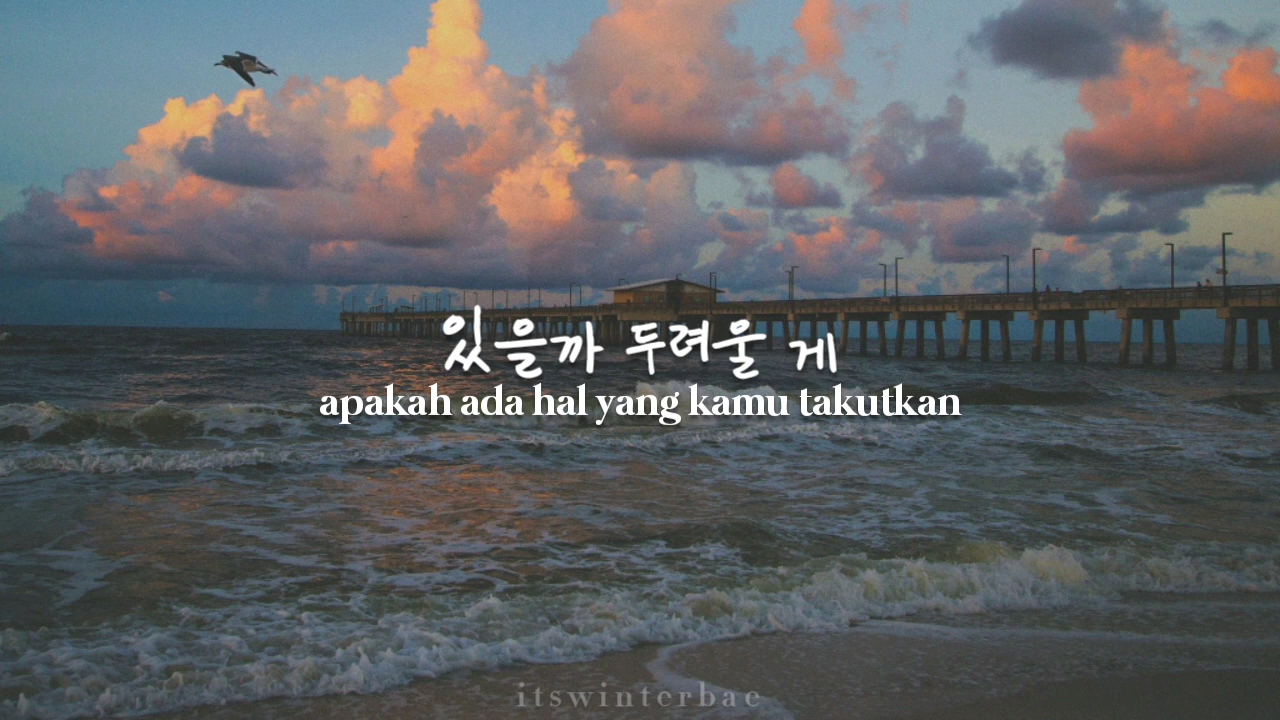 있을까 두려울 게
apakah ada hal yang kamu takutkan
itswinterbae